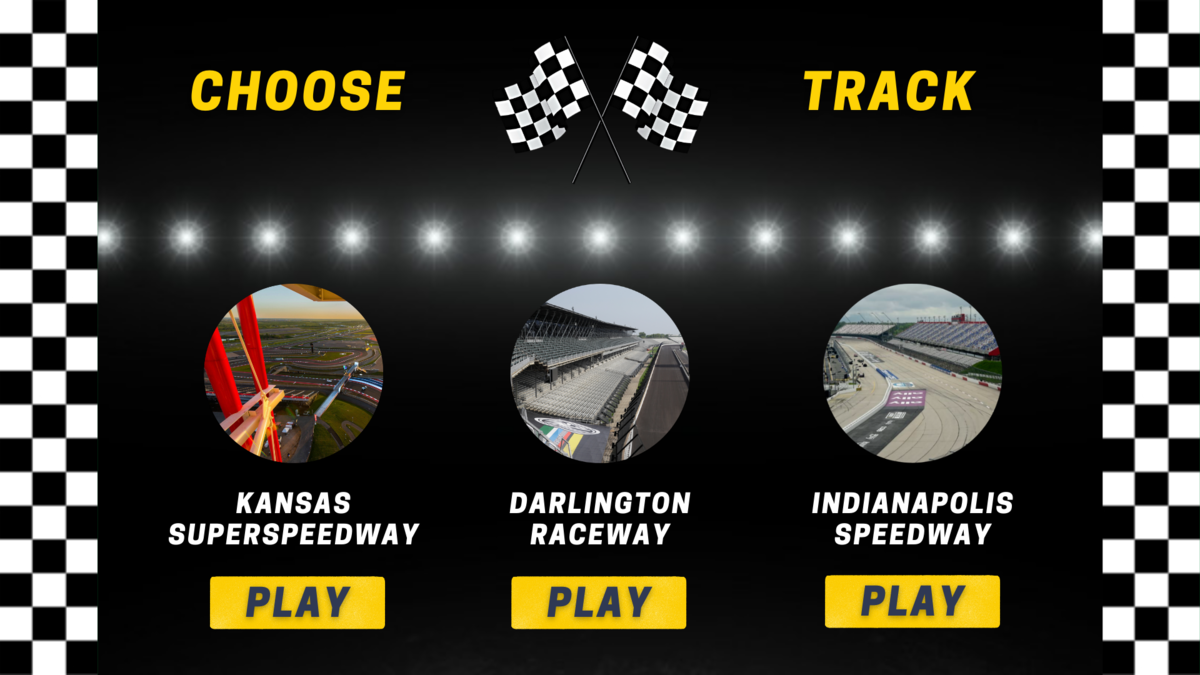 CHOOSE TRACK
KANSAS
SUPERSPEEDWAY
DARLINGTON
RACEWAY
INDIANAPOLIS
SPEEDWAY
PLAY
PLAY
PLAY